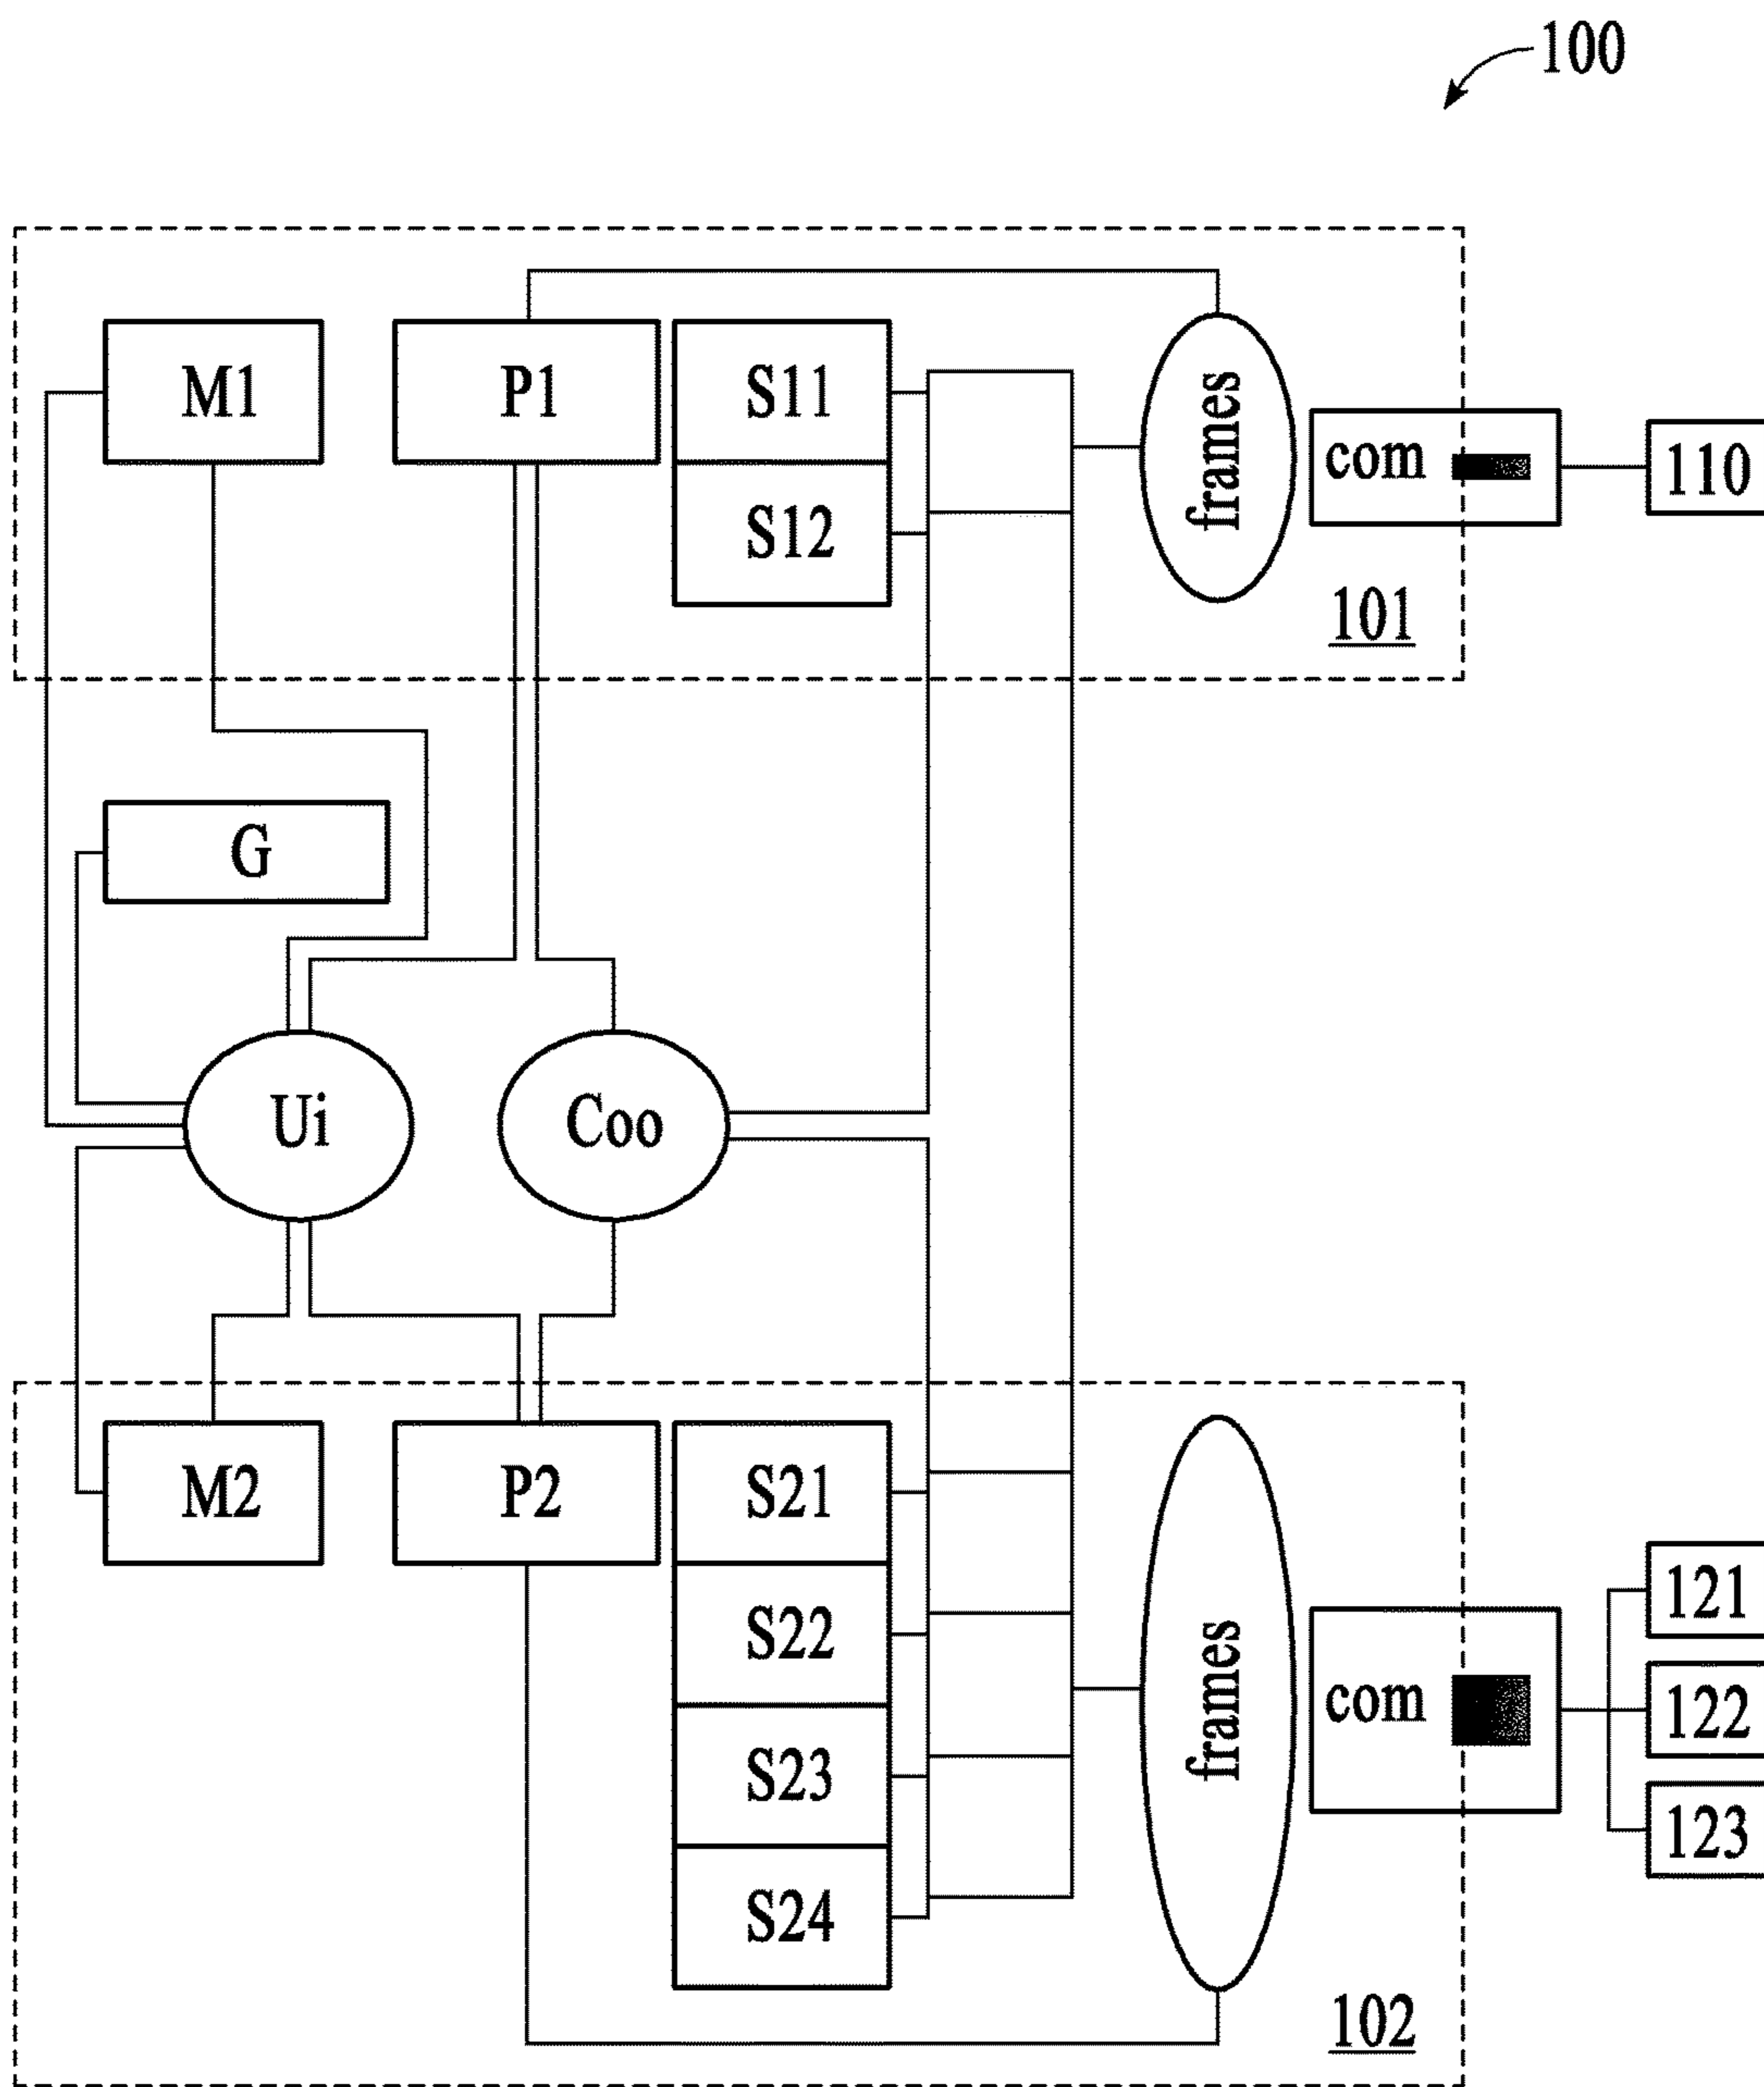 100
M1
P1
S11
S12
frames
com
110
101
G
Ui
Coo
M2
P2
S21
S22
S23
S24
frames
com
121
122
123
102